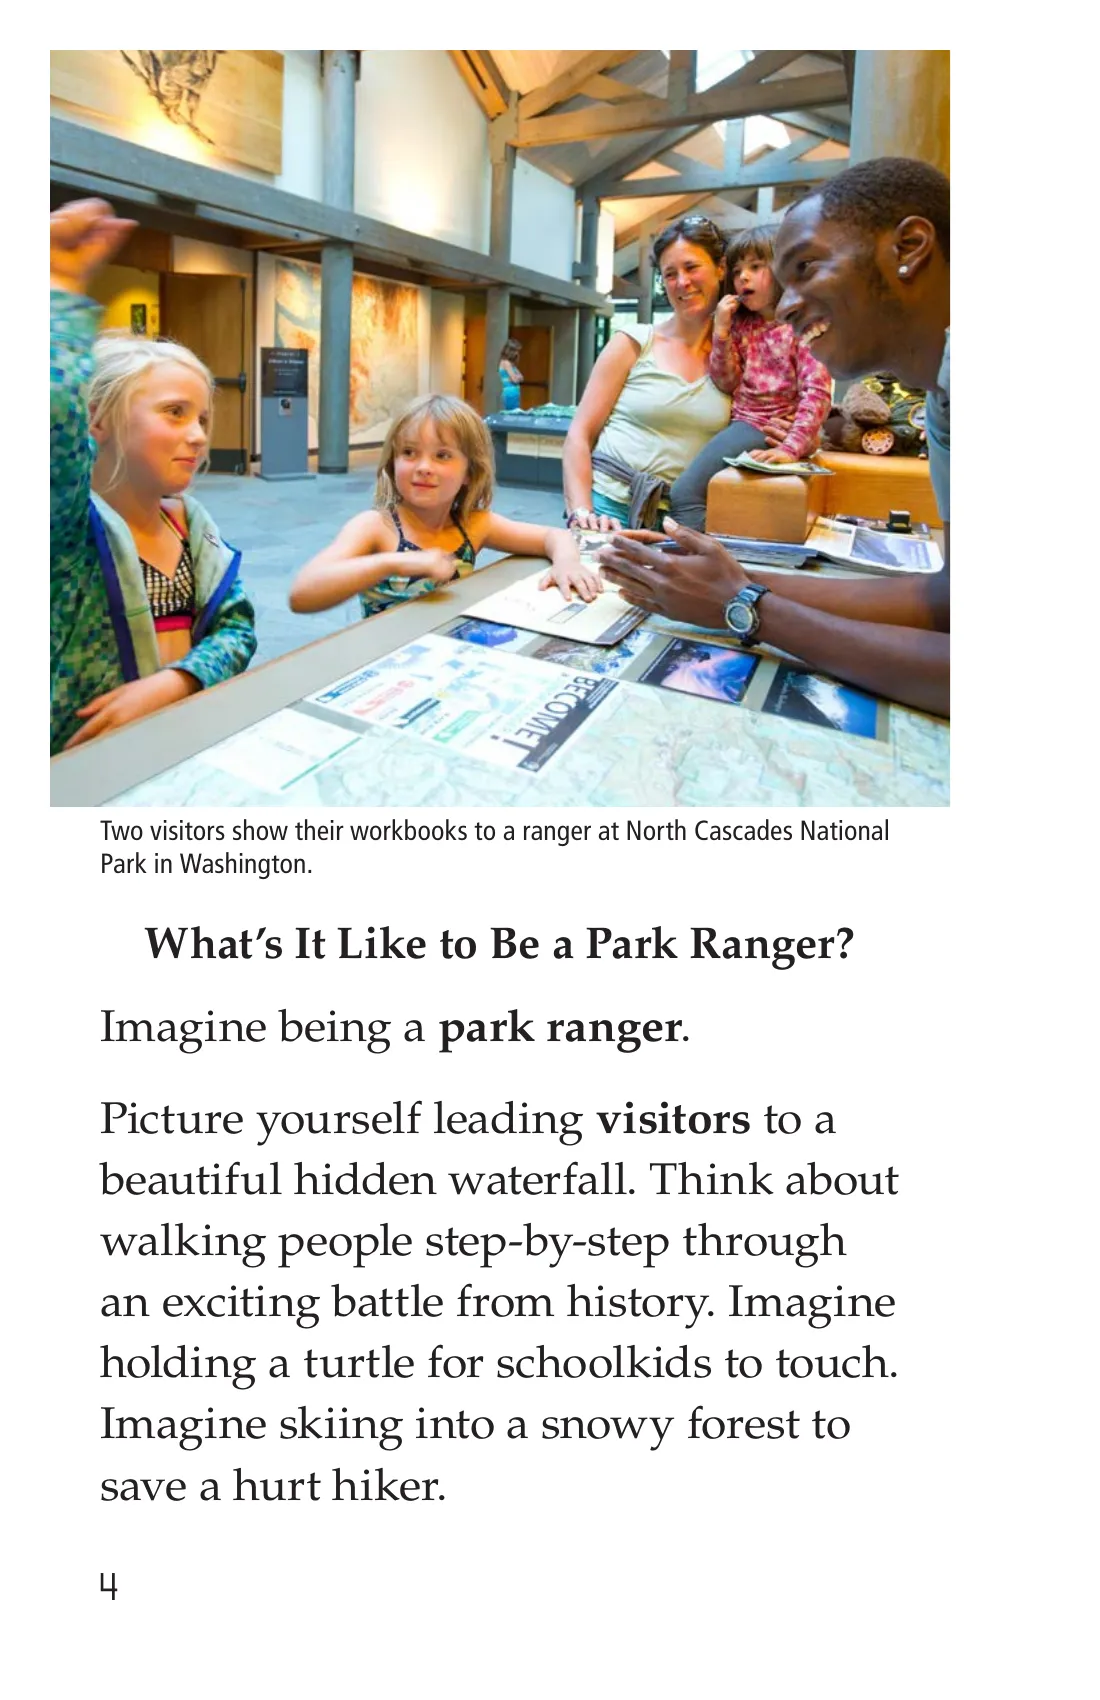 BECOME!
Two visitors show their workbooks to a ranger at North Cascades National
Park in Washington.
What's It Like to Be a Park Ranger?
Imagine being a park ranger.
Picture yourself leading visitors to a
beautiful hidden waterfall. Think about
walking people step-by-step through
an exciting battle from history. Imagine
holding a turtle for schoolkids to touch.
Imagine skiing into a snowy forest to
save a hurt hiker.
4